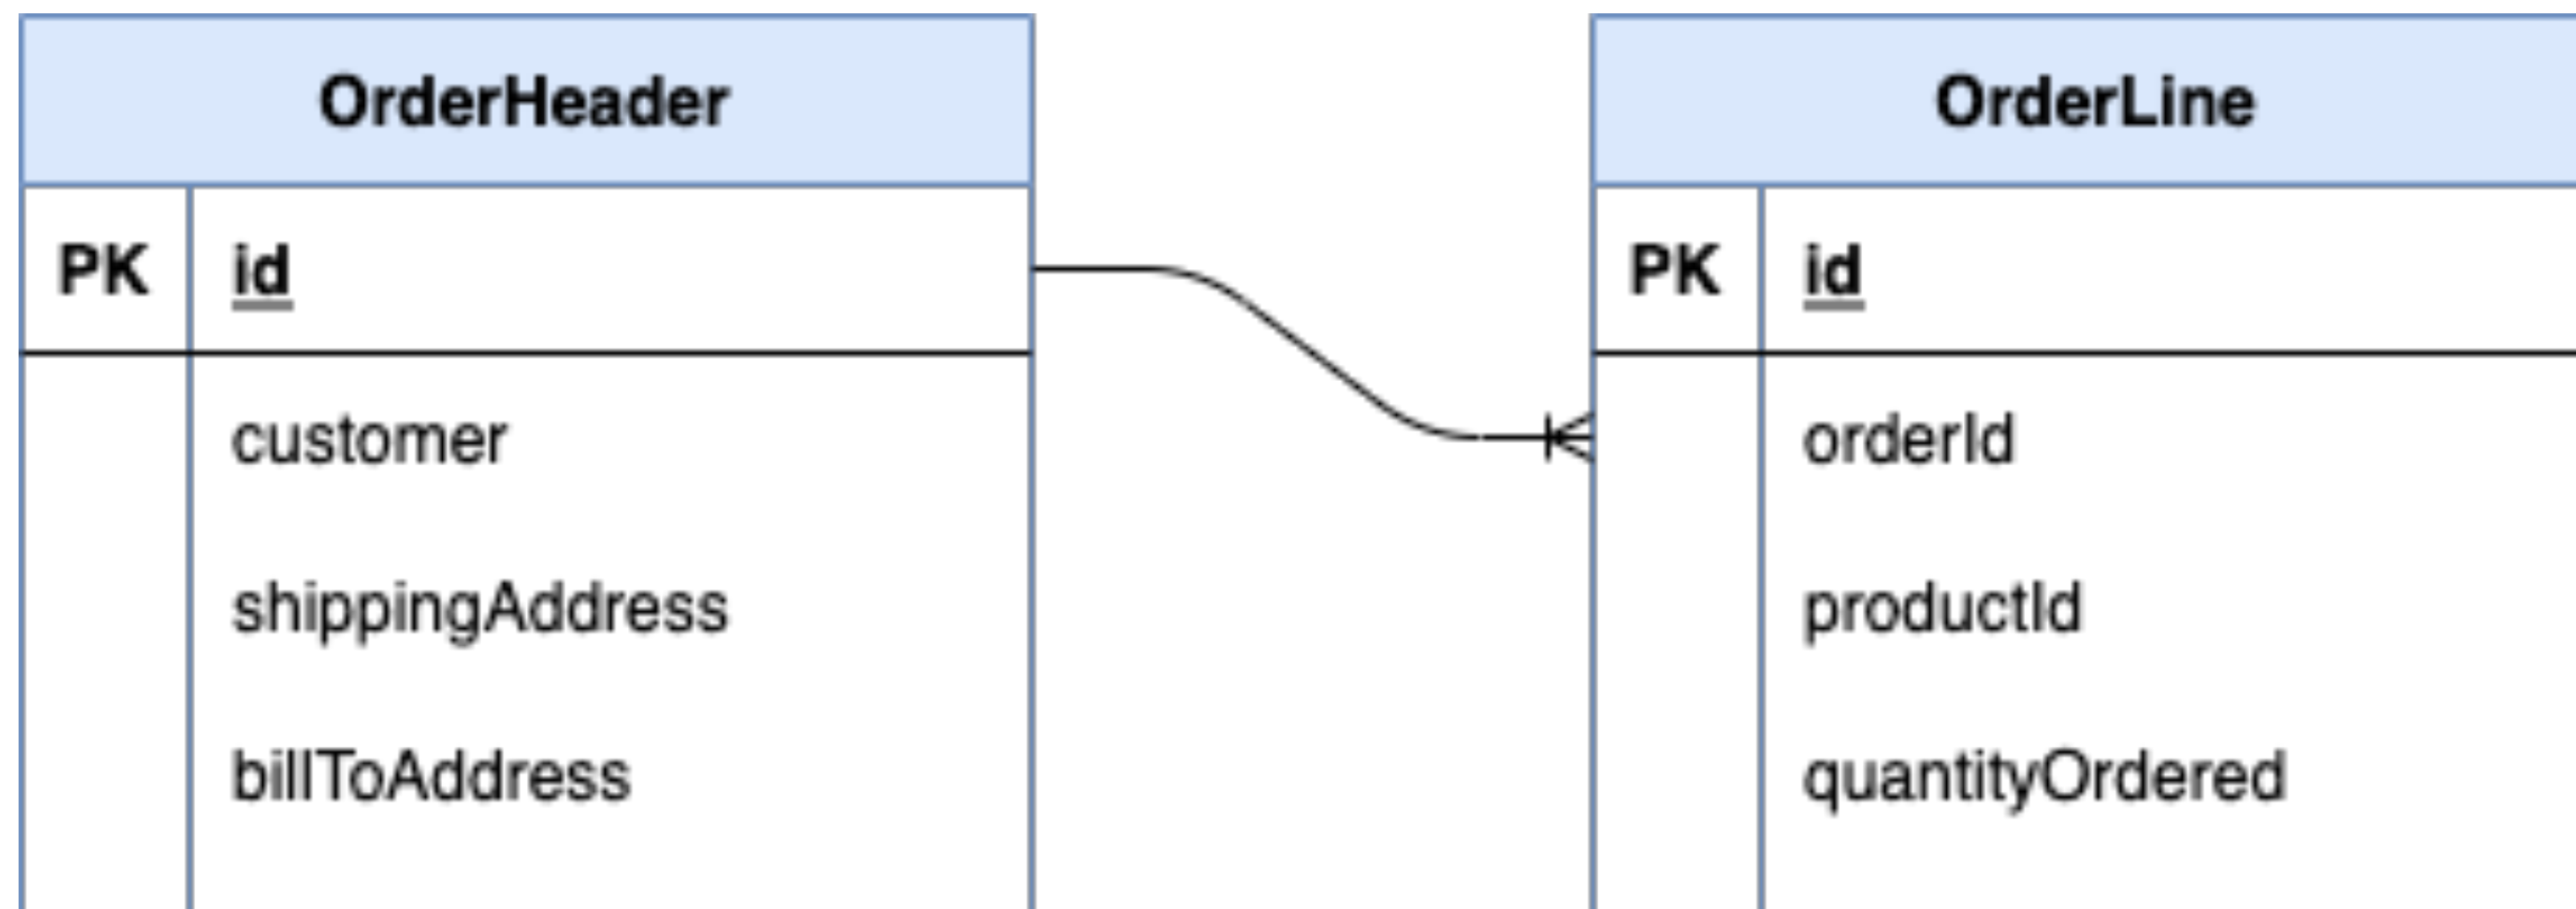 OrderHeader
PK id
customer
shippingAddress
billToAddress
OrderLine
PK id
orderId
productId
quantityOrdered